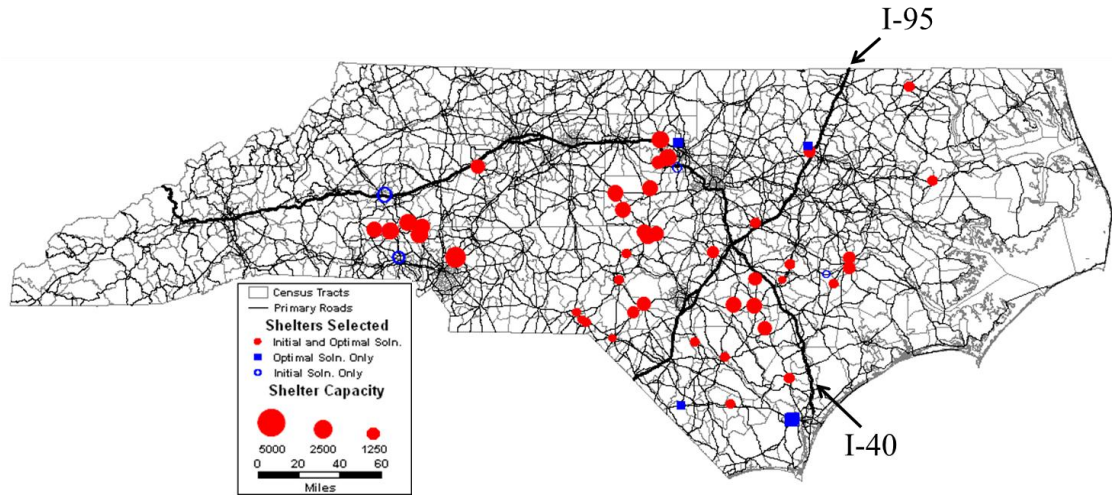 I-95
Census Tracts
Primary Roads
Shelters Selected
Initial and Optimal Soln.
Optimal Soln. Only
Initial Soln. Only
Shelter Capacity
5000 2500 1250
0 20 40 60
Miles
I-40